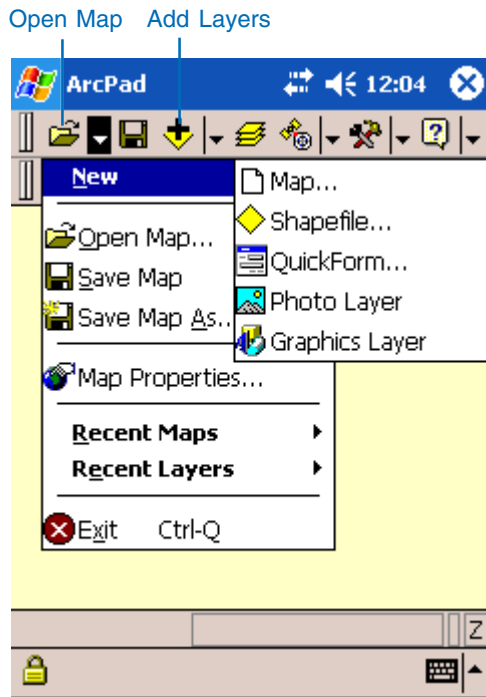 Open Map Add Layers
ArcPad 12:04
New
Map...
Shapefile...
Open Map...
QuickForm...
Save Map
Photo Layer
Save Map As..
Graphics Layer
Map Properties...
Recent Maps
Recent Layers
Exit Ctrl-Q
Z